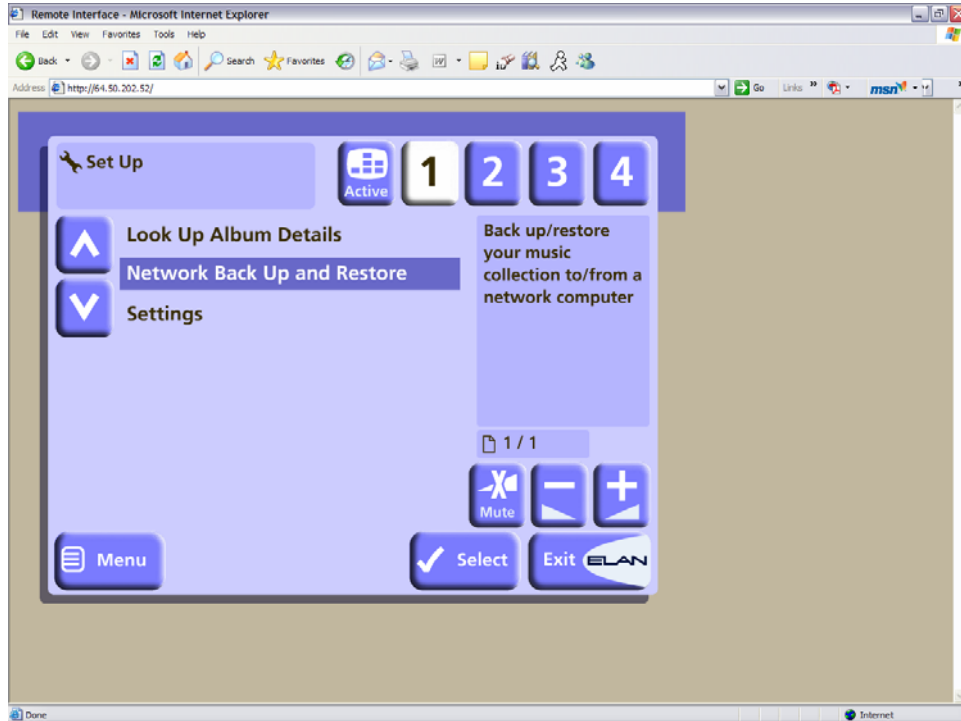 Remote Interface - Microsoft Internet Explorer
File Edit View Favorites Tools Help
Back Search Favorites
Address http://64.50.202.52/ Go Links » msn
Set Up
Active 1 2 3 4
Look Up Album Details
Network Back Up and Restore
Settings
Back up/restore
your music
collection to/from a
network computer
1 / 1
Mute
Menu Select Exit ELAN
Done Internet